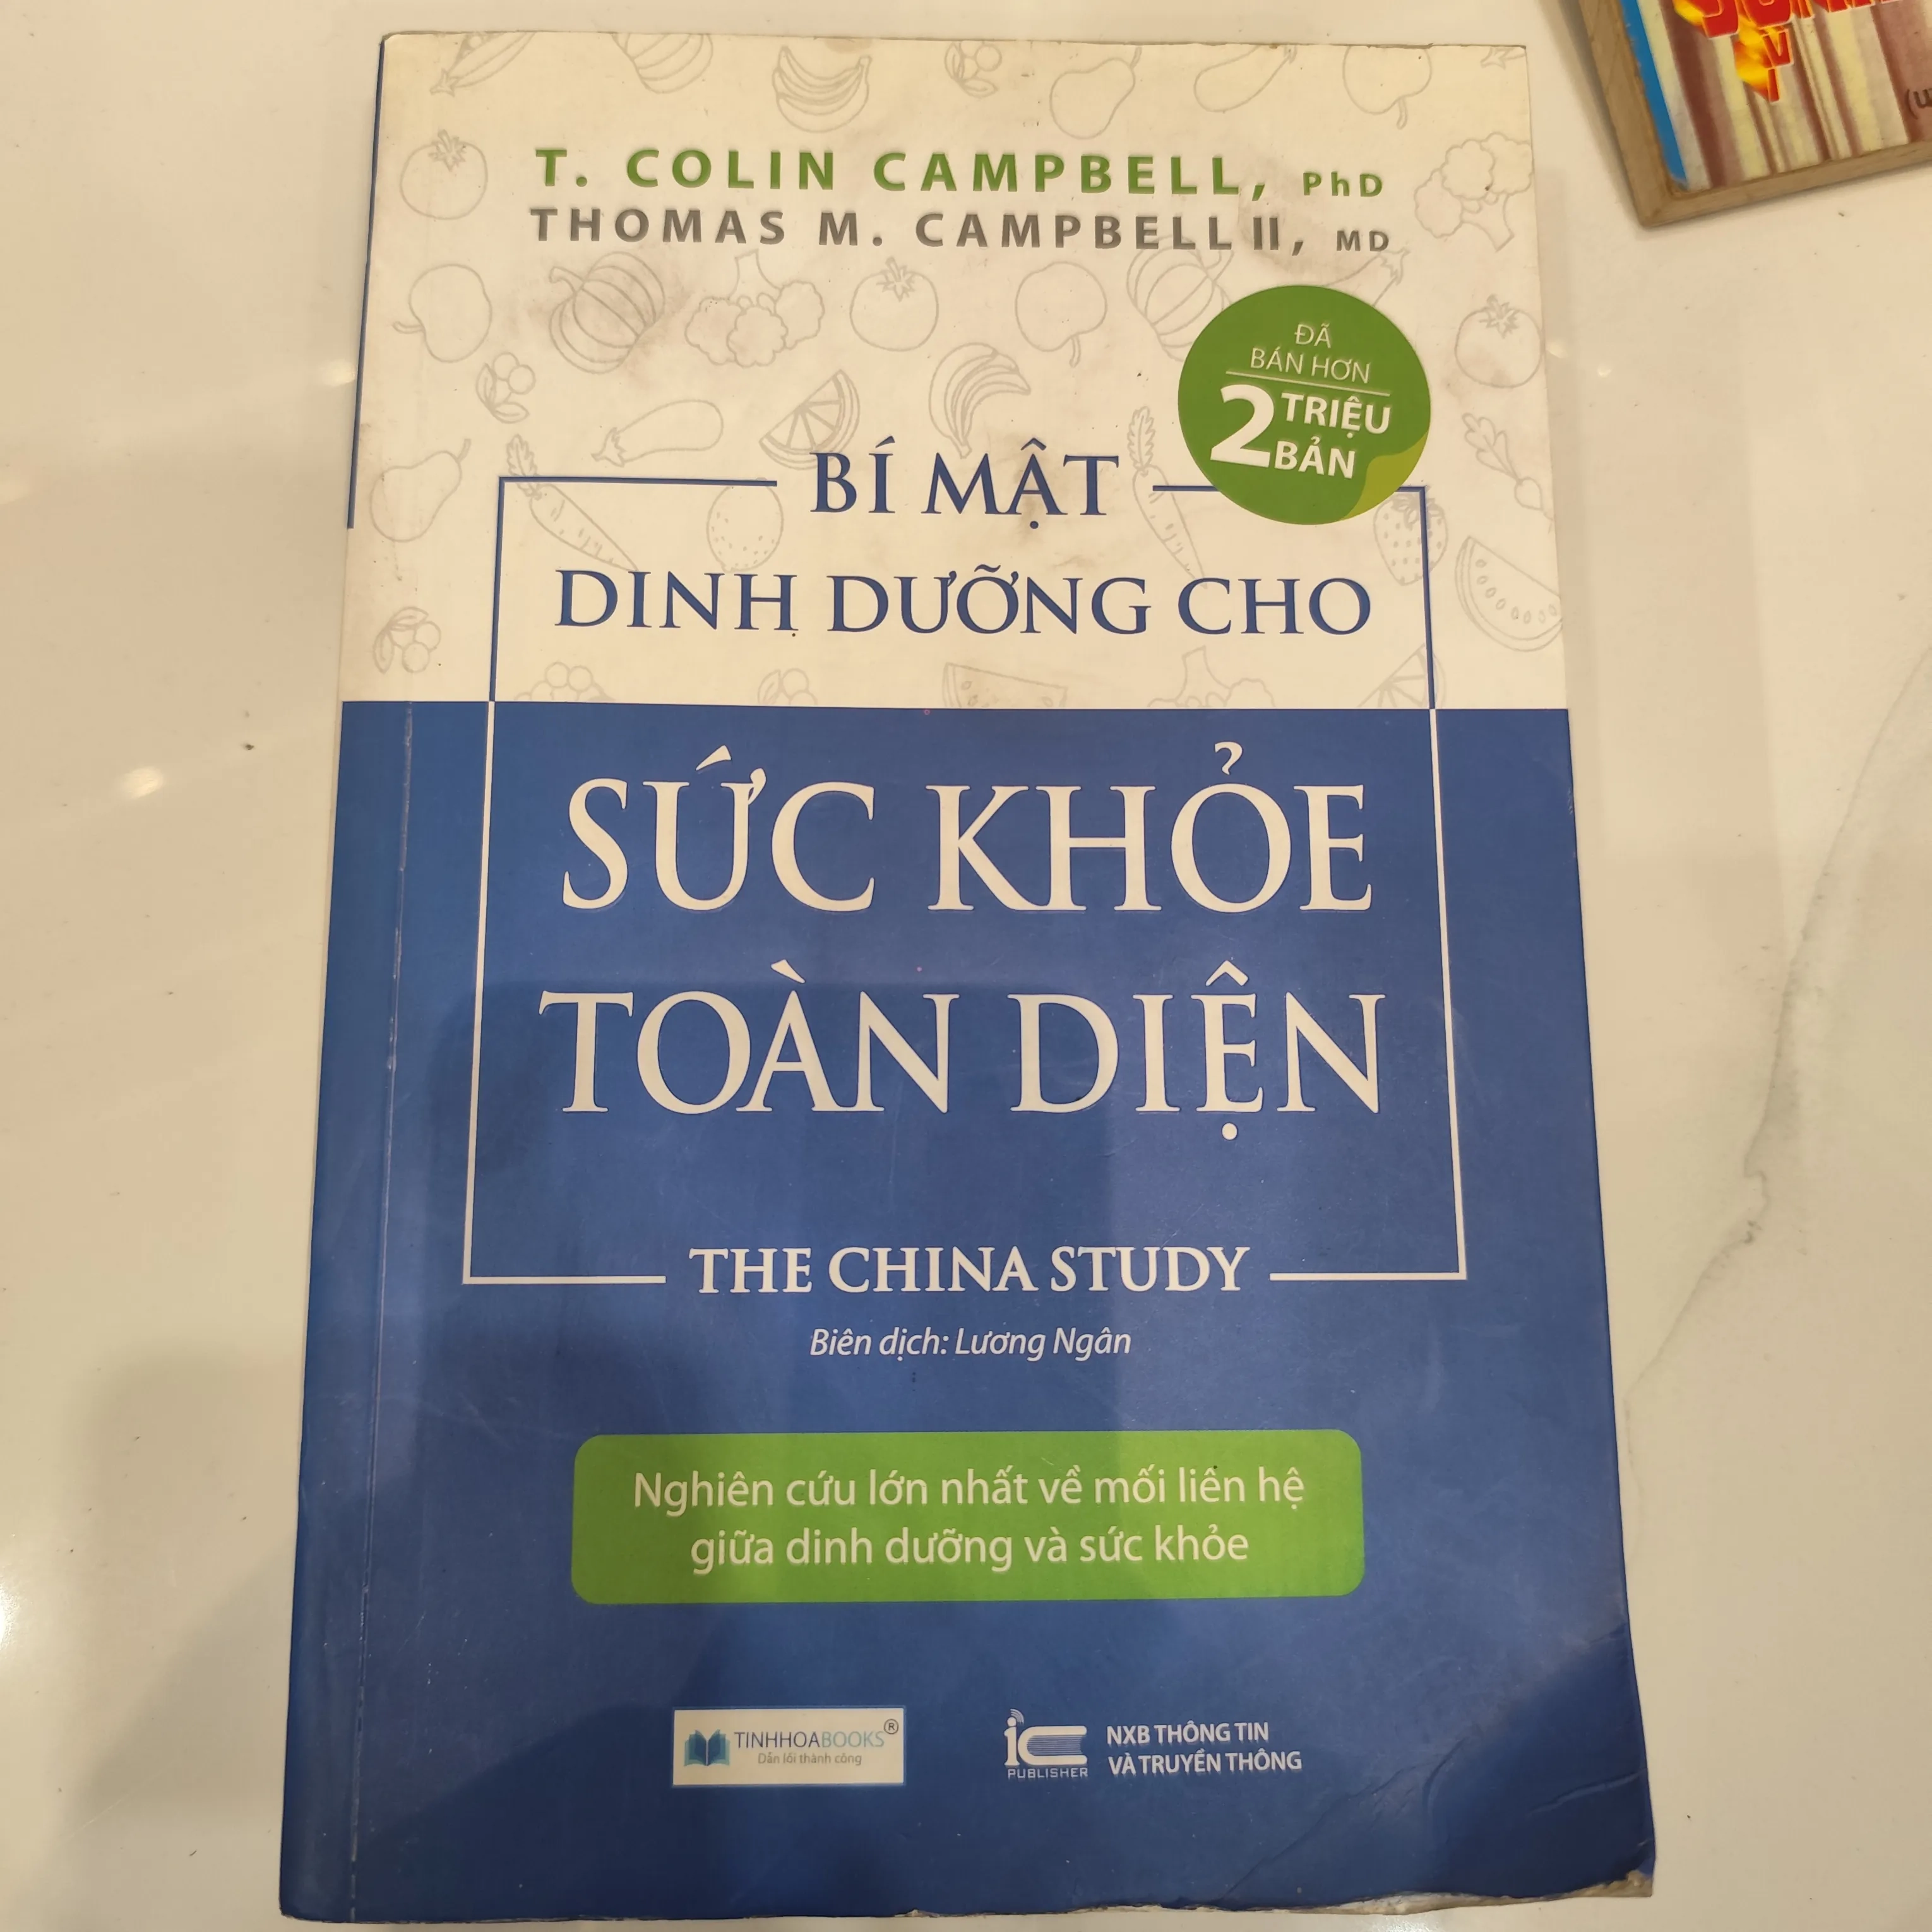 T. COLIN CAMPBELL, PhD
THOMAS M. CAMPBELL II, MD
ĐÃ
BÁN HƠN
2 TRIỆU
BẢN
BÍ MẬT
DINH DƯỠNG CHO
SỨC KHỎE
TOÀN DIỆN
THE CHINA STUDY
Biên dịch: Lương Ngân
Nghiên cứu lớn nhất về mối liên hệ
giữa dinh dưỡng và sức khỏe
TINHHOABOOKS®
Dẫn lối thành công
iC
PUBLISHER
NXB THÔNG TIN
VÀ TRUYỀN THÔNG